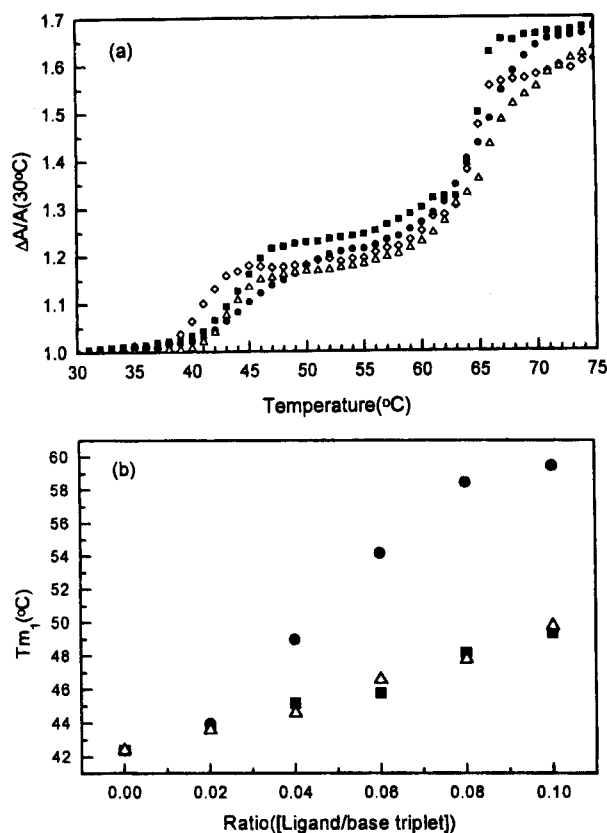 (a)
1.7
1.6
1.5
1.4
1.3
1.2
1.1
1.0
ΔA/A(30°C)
30 35 40 45 50 55 60 65 70 75
Temperature(°C)
(b)
60
58
56
54
52
50
48
46
44
42
Tm₁(°C)
0.00 0.02 0.04 0.06 0.08 0.10
Ratio([Ligand/base triplet])